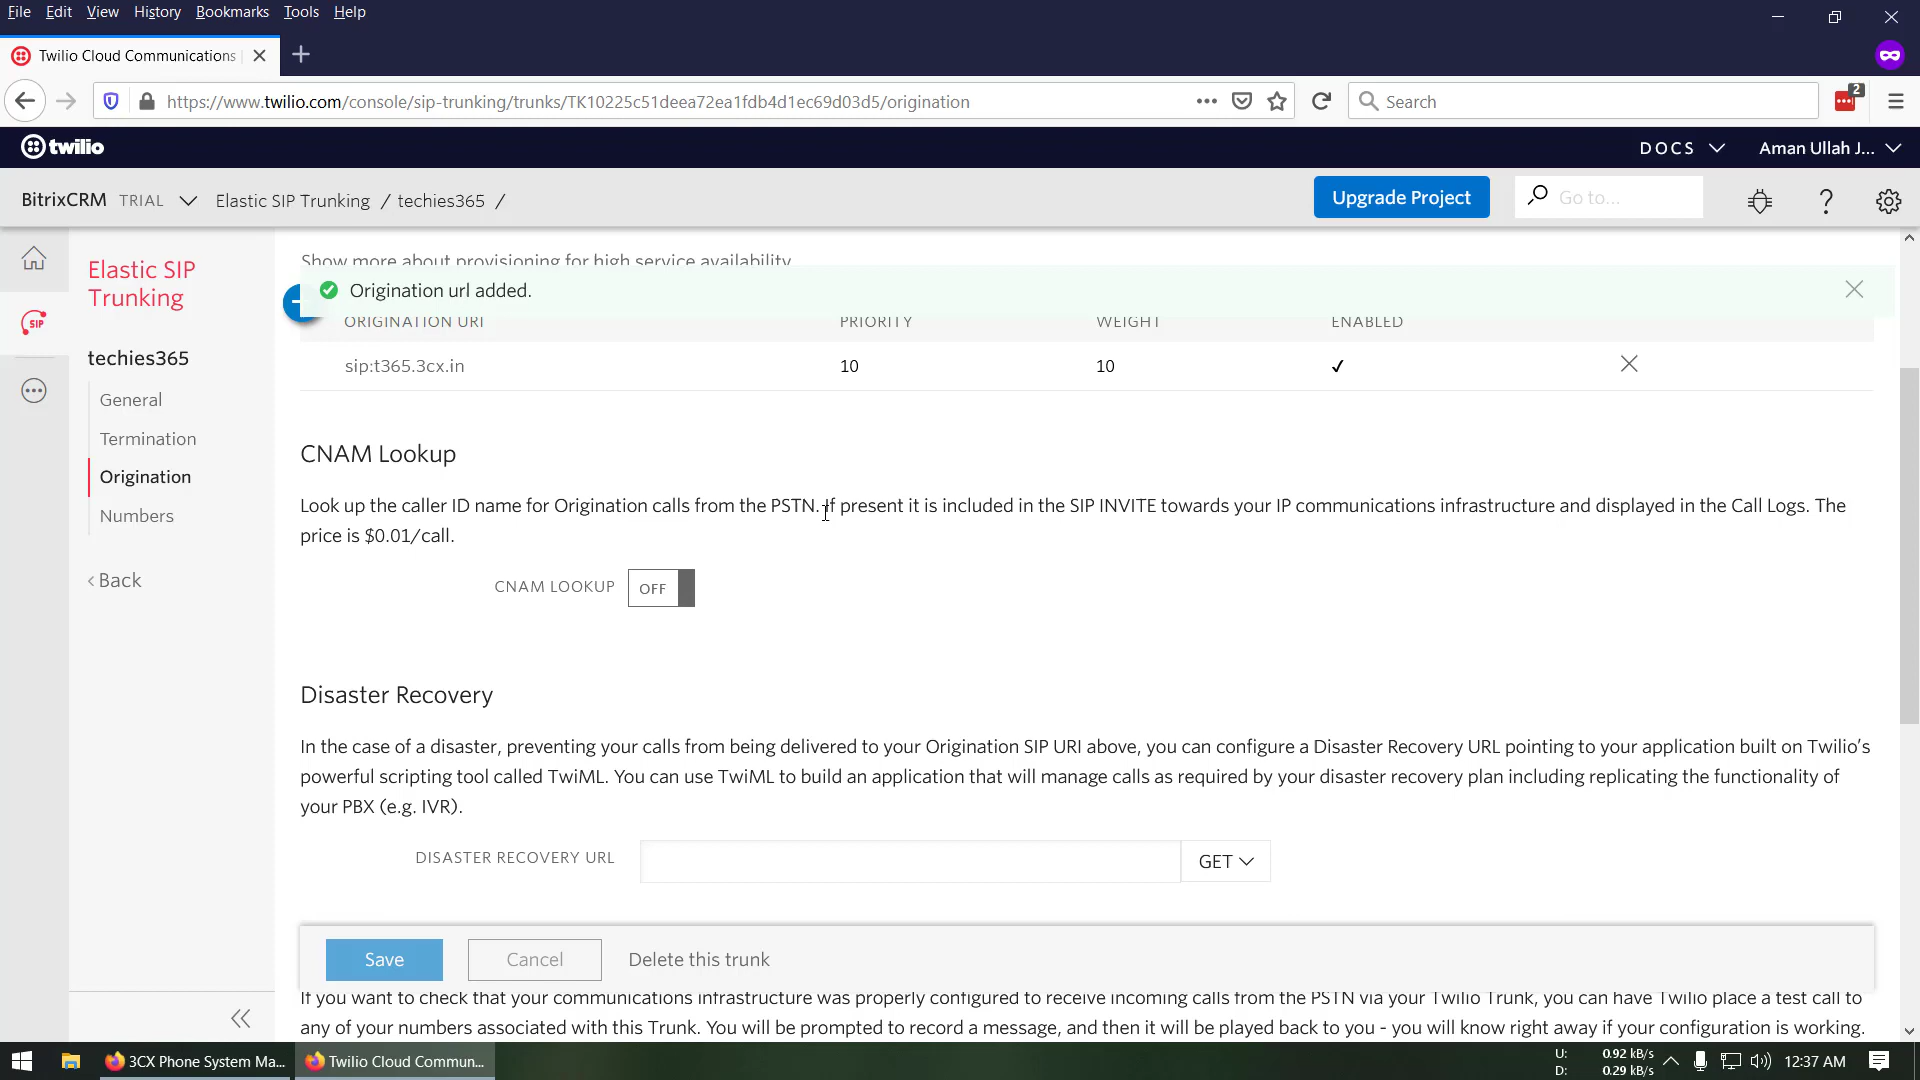 File Edit View History Bookmarks Tools Help
Twilio Cloud Communications
https://www.twilio.com/console/sip-trunking/trunks/TK10225c51deea72ea1fdb4d1ec69d03d5/origination
Search
2
twilio
DOCS
Aman Ullah J...
BitrixCRM TRIAL
Elastic SIP Trunking / techies365 /
Upgrade Project
Go to...
Elastic SIP
Trunking
SIP
techies365
General
Termination
Origination
Numbers
Back
Show more about provisioning for high service availability
Origination url added.
ORIGINATION URI PRIORITY WEIGHT ENABLED
sip:t365.3cx.in 10 10
CNAM Lookup
Look up the caller ID name for Origination calls from the PSTN. If present it is included in the SIP INVITE towards your IP communications infrastructure and displayed in the Call Logs. The
price is $0.01/call.
CNAM LOOKUP OFF
Disaster Recovery
In the case of a disaster, preventing your calls from being delivered to your Origination SIP URI above, you can configure a Disaster Recovery URL pointing to your application built on Twilio's
powerful scripting tool called TwiML. You can use TwiML to build an application that will manage calls as required by your disaster recovery plan including replicating the functionality of
your PBX (e.g. IVR).
DISASTER RECOVERY URL GET
Save Cancel Delete this trunk
If you want to check that your communications infrastructure was properly configured to receive incoming calls from the PSTN via your Twilio Trunk, you can have Twilio place a test call to
any of your numbers associated with this Trunk. You will be prompted to record a message, and then it will be played back to you - you will know right away if your configuration is working.
3CX Phone System Ma...
Twilio Cloud Commun...
U: 0.92 kB/s
D: 0.29 kB/s
12:37 AM